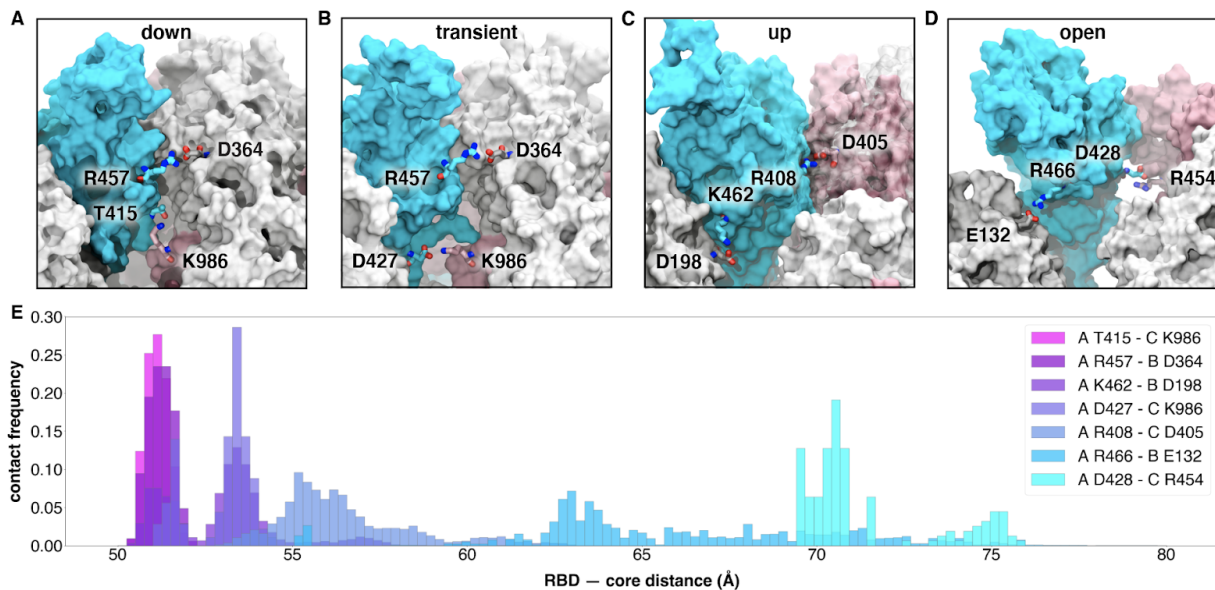 A
down
R457
D364
T415
K986
B
transient
R457
D364
D427
K986
C
up
D405
R408
K462
D198
D
open
D428
R466
R454
E132
E
contact frequency
0.30
0.25
0.20
0.15
0.10
0.05
0.00
A T415 - C K986
A R457 - B D364
A K462 - B D198
A D427 - C K986
A R408 - C D405
A R466 - B E132
A D428 - C R454
50 55 60 65 70 75 80
RBD — core distance (Å)